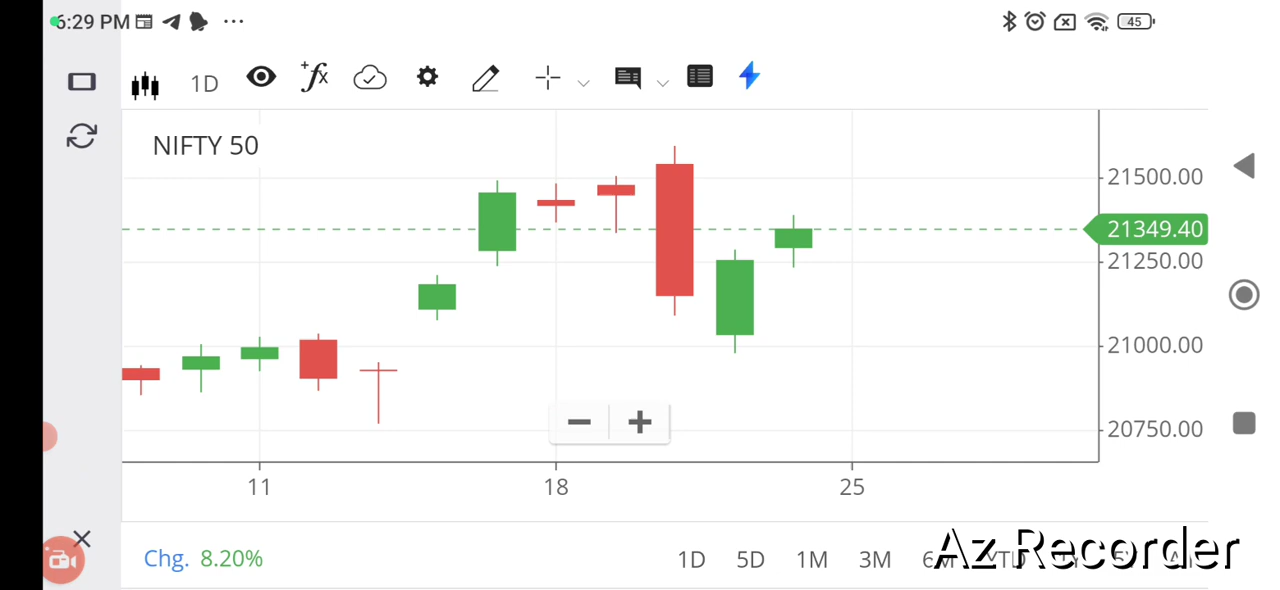 6:29 PM
45
1D
fx
NIFTY 50
21500.00
21349.40
21250.00
21000.00
20750.00
11 18 25
Chg. 8.20%
1D 5D 1M 3M
Az Recorder